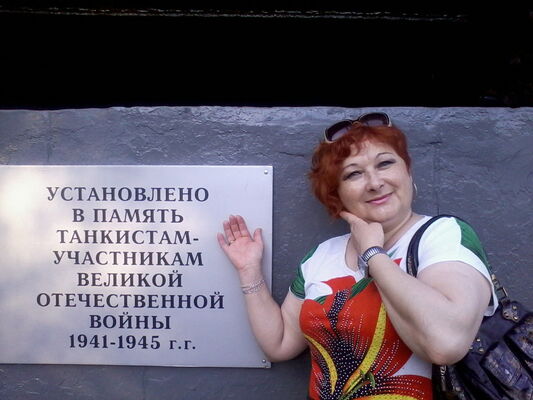 УСТАНОВЛЕНО
В ПАМЯТЬ
ТАНКИСТАМ-
УЧАСТНИКАМ
ВЕЛИКОЙ
ОТЕЧЕСТВЕННОЙ
ВОЙНЫ
1941-1945 г.г.